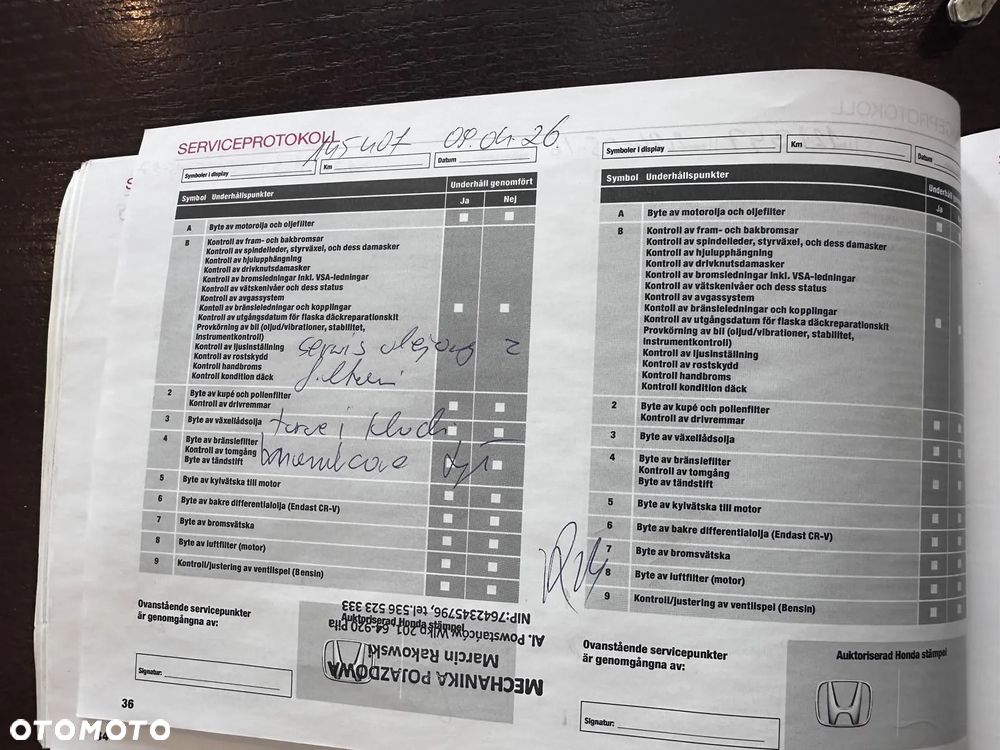 SERVICEPROTOKOLL
145407 09.04.26
Symboler i display
Km
Datum
Symbol Underhållspunkter
Underhåll genomfört
Ja Nej
A Byte av motorolja och oljefilter
B Kontroll av fram- och bakbromsar
Kontroll av spindelleder, styrväxel, och dess damasker
Kontroll av hjulupphängning
Kontroll av drivknutsdamasker
Kontroll av bromsledningar inkl. VSA-ledningar
Kontroll av vätskenivåer och dess status
Kontroll av avgassystem
Kontoll av bränsleledningar och kopplingar
Kontroll av utgångsdatum för flaska däckreparationskit
Provkörning av bil (oljud/vibrationer, stabilitet,
Instrumentkontroll)
Kontroll av ljusinställning
Kontroll av rostskydd
Kontroll handbroms
Kontroll kondition däck
serwis olejowy z
filtrami
2 Byte av kupé och pollenfilter
Kontroll av drivremmar
3 Byte av växellådsolja
tarcze i klocki
4 Byte av bränslefilter
Kontroll av tomgång
Byte av tändstift
hamulcowe tył
5 Byte av kylvätska till motor
6 Byte av bakre differentialolja (Endast CR-V)
7 Byte av bromsvätska
8 Byte av luftfilter (motor)
9 Kontroll/justering av ventilspel (Bensin)
Ovanstående servicepunkter
är genomgångna av:
Signatur:
Auktoriserad Honda stämpel
MECHANIKA POJAZDOWA
Marcin Rakowski
Al. Powstańców Wlkp.201, 64-920 Piła
NIP:7642345796, tel.536 523 333
36
Symboler i display
Km
Datum
Symbol Underhållspunkter
Ja
A Byte av motorolja och oljefilter
B Kontroll av fram- och bakbromsar
Kontroll av spindelleder, styrväxel, och dess damasker
Kontroll av hjulupphängning
Kontroll av drivknutsdamasker
Kontroll av bromsledningar inkl. VSA-ledningar
Kontroll av vätskenivåer och dess status
Kontroll av avgassystem
Kontoll av bränsleledningar och kopplingar
Kontroll av utgångsdatum för flaska däckreparationskit
Provkörning av bil (oljud/vibrationer, stabilitet,
Instrumentkontroll)
Kontroll av ljusinställning
Kontroll av rostskydd
Kontroll handbroms
Kontroll kondition däck
2 Byte av kupé och pollenfilter
Kontroll av drivremmar
3 Byte av växellådsolja
4 Byte av bränslefilter
Kontroll av tomgång
Byte av tändstift
5 Byte av kylvätska till motor
6 Byte av bakre differentialolja (Endast CR-V)
7 Byte av bromsvätska
8 Byte av luftfilter (motor)
9 Kontroll/justering av ventilspel (Bensin)
Ovanstående servicepunkter
är genomgångna av:
Signatur:
Auktoriserad Honda stämpel
OTOMOTO